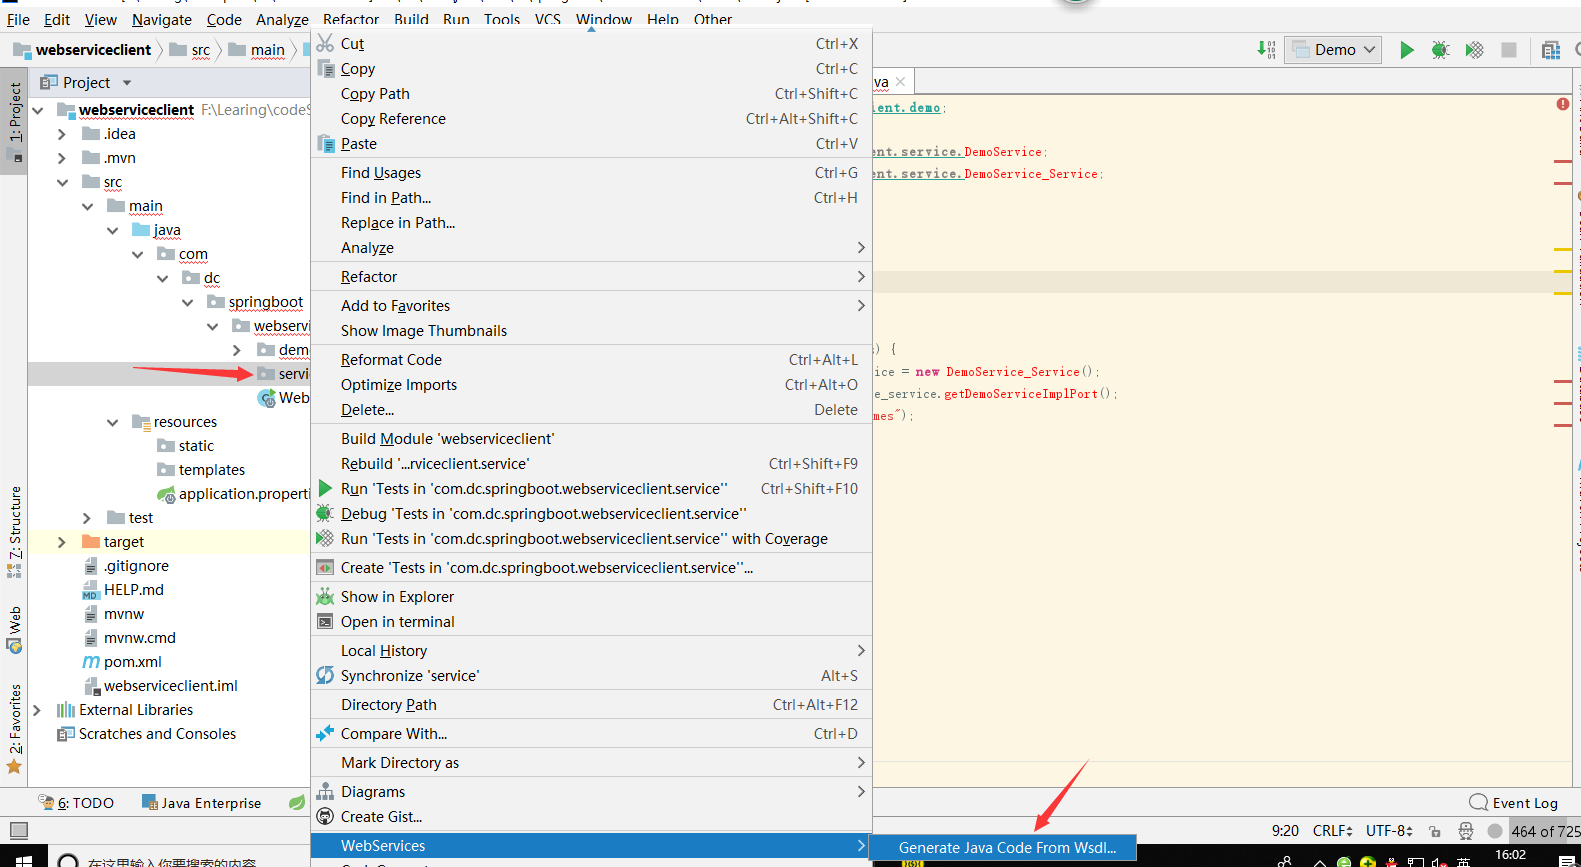 File Edit View Navigate Code Analyze Refactor Build Run Tools VCS Window Help Other
webserviceclient src main
Demo
1: Project
Project
webserviceclient F:\Learing\code
.idea
.mvn
src
main
java
com
dc
springboot
webservi
dem
servi
Web
resources
static
templates
application.properti
test
target
.gitignore
HELP.md
mvnw
mvnw.cmd
pom.xml
webserviceclient.iml
External Libraries
Scratches and Consoles
Z: Structure
Web
2: Favorites
Cut Ctrl+X
Copy Ctrl+C
Copy Path Ctrl+Shift+C
Copy Reference Ctrl+Alt+Shift+C
Paste Ctrl+V
Find Usages Ctrl+G
Find in Path... Ctrl+H
Replace in Path...
Analyze
Refactor
Add to Favorites
Show Image Thumbnails
Reformat Code Ctrl+Alt+L
Optimize Imports Ctrl+Alt+O
Delete... Delete
Build Module 'webserviceclient'
Rebuild '...rviceclient.service' Ctrl+Shift+F9
Run 'Tests in 'com.dc.springboot.webserviceclient.service'' Ctrl+Shift+F10
Debug 'Tests in 'com.dc.springboot.webserviceclient.service''
Run 'Tests in 'com.dc.springboot.webserviceclient.service'' with Coverage
Create 'Tests in 'com.dc.springboot.webserviceclient.service''...
Show in Explorer
Open in terminal
Local History
Synchronize 'service' Alt+S
Directory Path Ctrl+Alt+F12
Compare With... Ctrl+D
Mark Directory as
Diagrams
Create Gist...
WebServices
Generate Java Code From Wsdl...
va
ient.demo;
ent.service.DemoService;
ent.service.DemoService_Service;
s) {
ice = new DemoService_Service();
e_service.getDemoServiceImplPort();
mes");
6: TODO Java Enterprise
Event Log
9:20 CRLF UTF-8 464 of 725
在这里输入你要搜索的内容
英
16:02